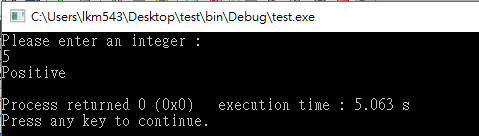 C:\Users\lkm543\Desktop\test\bin\Debug\test.exe
Please enter an integer :
5
Positive
Process returned 0 (0x0)   execution time : 5.063 s
Press any key to continue.